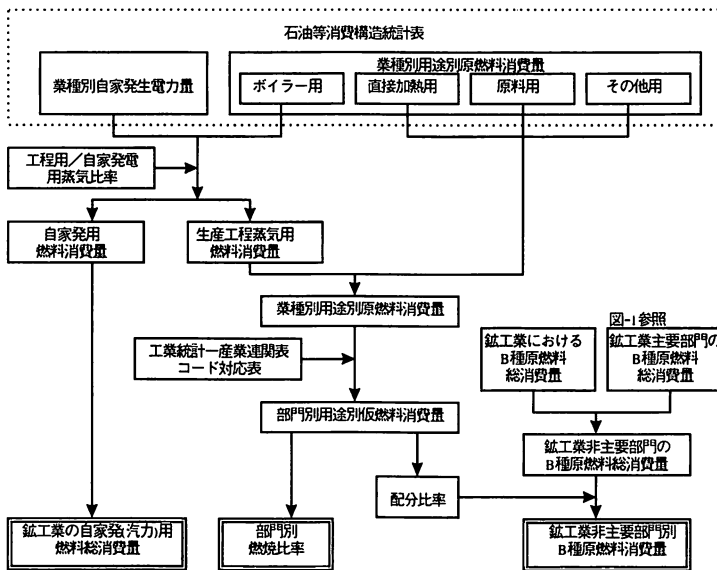 石油等消費構造統計表
業種別自家発生電力量
業種別用途別原燃料消費量
ボイラー用
直接加熱用
原料用
その他用
工程用／自家発電
用蒸気比率
自家発用
燃料消費量
生産工程蒸気用
燃料消費量
業種別用途別原燃料消費量
工業統計ー産業連関表
コード対応表
図-1参照
鉱工業における
B種原燃料
総消費量
鉱工業主要部門の
B種原燃料
総消費量
部門別用途別仮燃料消費量
鉱工業非主要部門の
B種原燃料総消費量
配分比率
鉱工業の自家発(汽力)用
燃料総消費量
部門別
燃焼比率
鉱工業非主要部門別
B種原燃料消費量